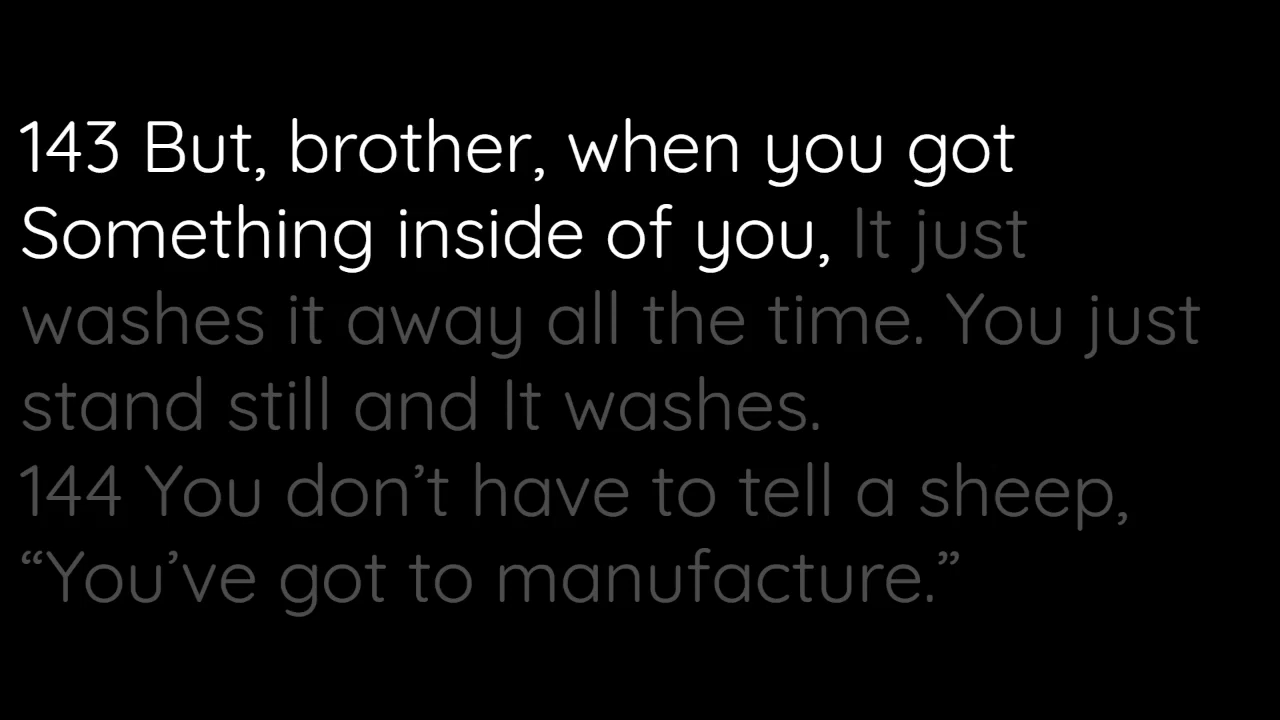 143 But, brother, when you got
Something inside of you, It just
washes it away all the time. You just
stand still and It washes.
144 You don’t have to tell a sheep,
“You’ve got to manufacture.”